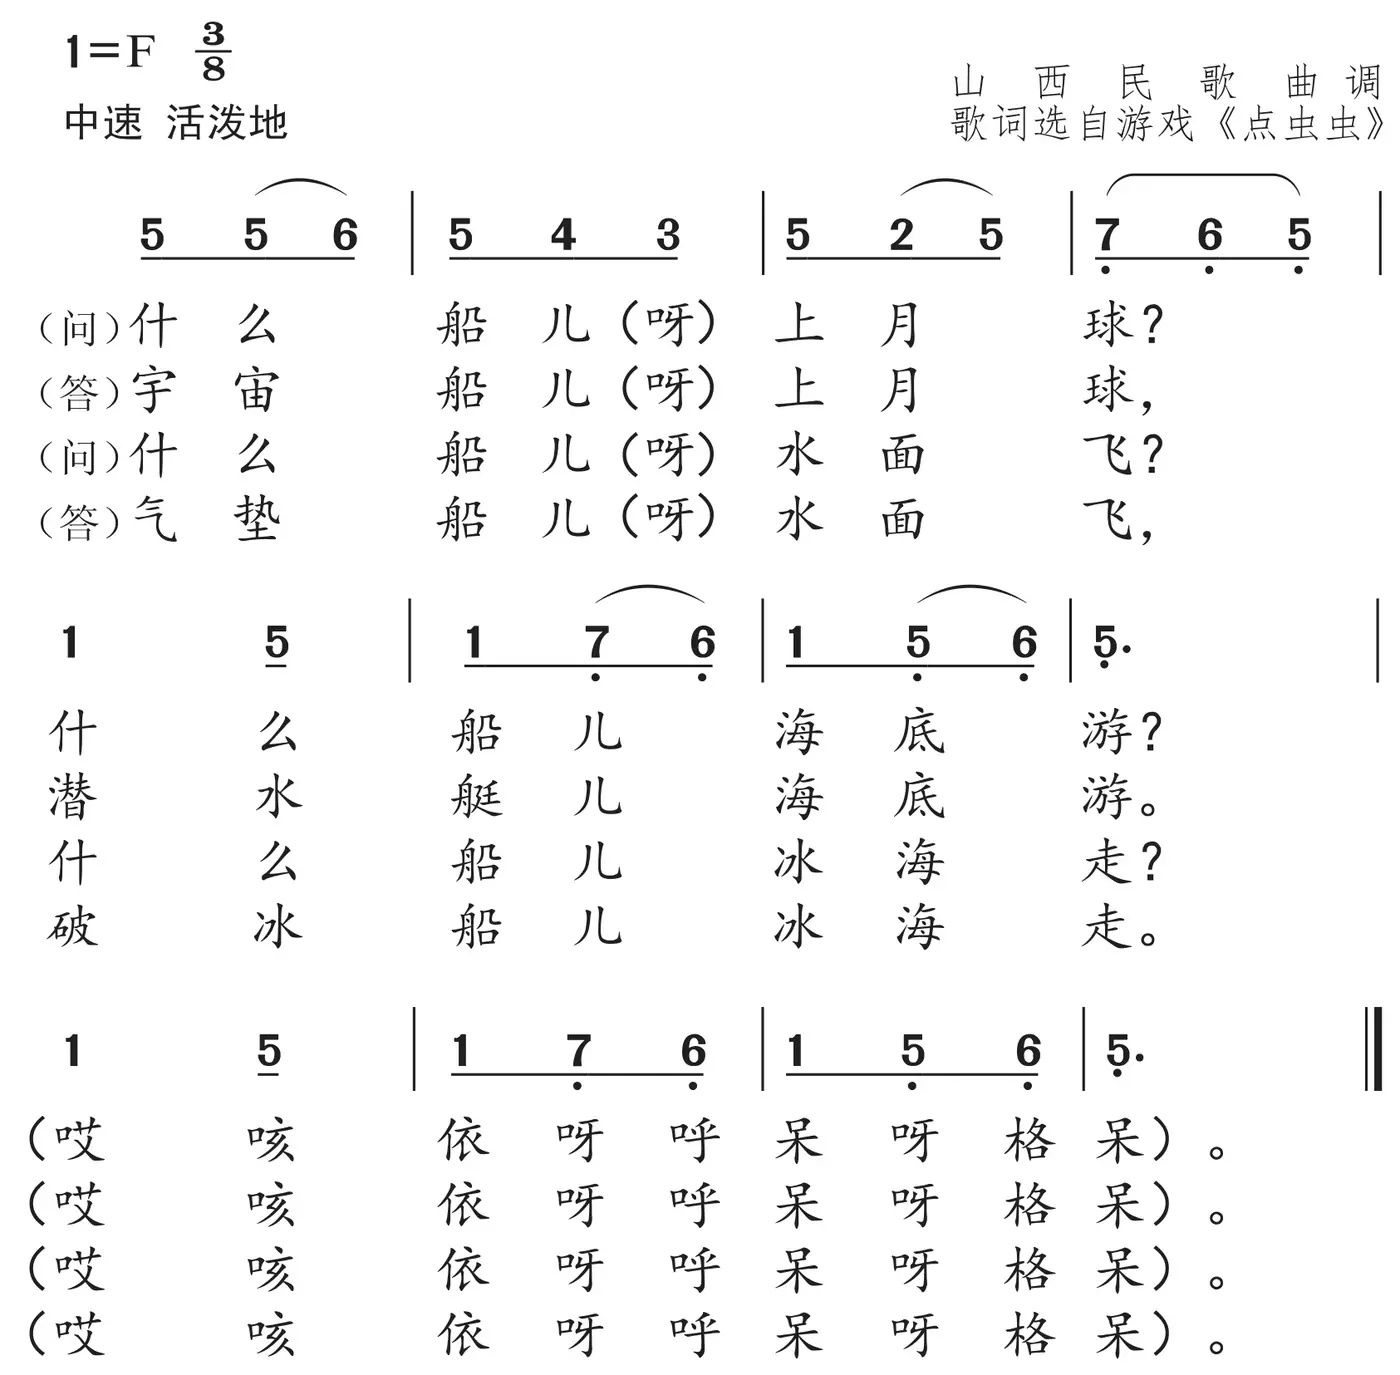 1=F 3/8
山西民歌曲调
中速 活泼地
歌词选自游戏《点虫虫》
5 5 6 | 5 4 3 | 5 2 5 | 7̣ 6̣ 5̣ |
(问)什么 船儿(呀) 上月 球?
(答)宇宙 船儿(呀) 上月 球,
(问)什么 船儿(呀) 水面 飞?
(答)气垫 船儿(呀) 水面 飞,
1 5 | 1 7̣ 6̣ | 1 5̣ 6̣ | 5̣. |
什么 船儿 海底 游?
潜水 艇儿 海底 游。
什么 船儿 冰海 走?
破冰 船儿 冰海 走。
1 5 | 1 7̣ 6̣ | 1 5̣ 6̣ | 5̣. ‖
(哎咳 依呀呼 呆呀格 呆)。
(哎咳 依呀呼 呆呀格 呆)。
(哎咳 依呀呼 呆呀格 呆)。
(哎咳 依呀呼 呆呀格 呆)。